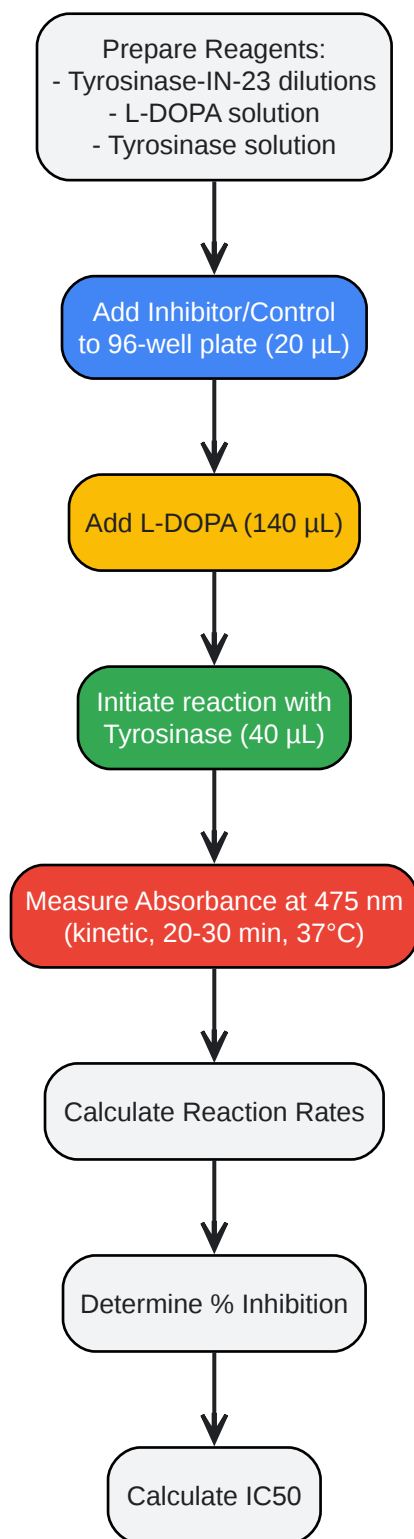 Prepare Reagents:
- Tyrosinase-IN-23 dilutions
- L-DOPA solution
- Tyrosinase solution
Add Inhibitor/Control
to 96-well plate (20 µL)
Add L-DOPA (140 µL)
Initiate reaction with
Tyrosinase (40 µL)
Measure Absorbance at 475 nm
(kinetic, 20-30 min, 37°C)
Calculate Reaction Rates
Determine % Inhibition
Calculate IC50